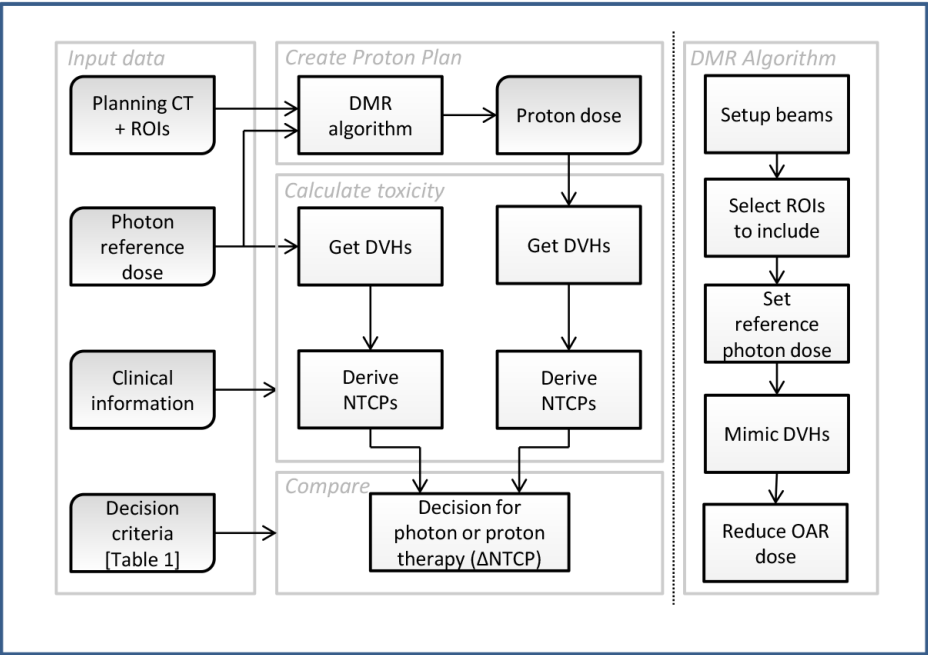 Input data
Planning CT
+ ROIs
Photon
reference
dose
Clinical
information
Decision
criteria
[Table 1]
Create Proton Plan
DMR
algorithm
Proton dose
Calculate toxicity
Get DVHs
Get DVHs
Derive
NTCPs
Derive
NTCPs
Compare
Decision for
photon or proton
therapy (ΔNTCP)
DMR Algorithm
Setup beams
Select ROIs
to include
Set
reference
photon dose
Mimic DVHs
Reduce OAR
dose